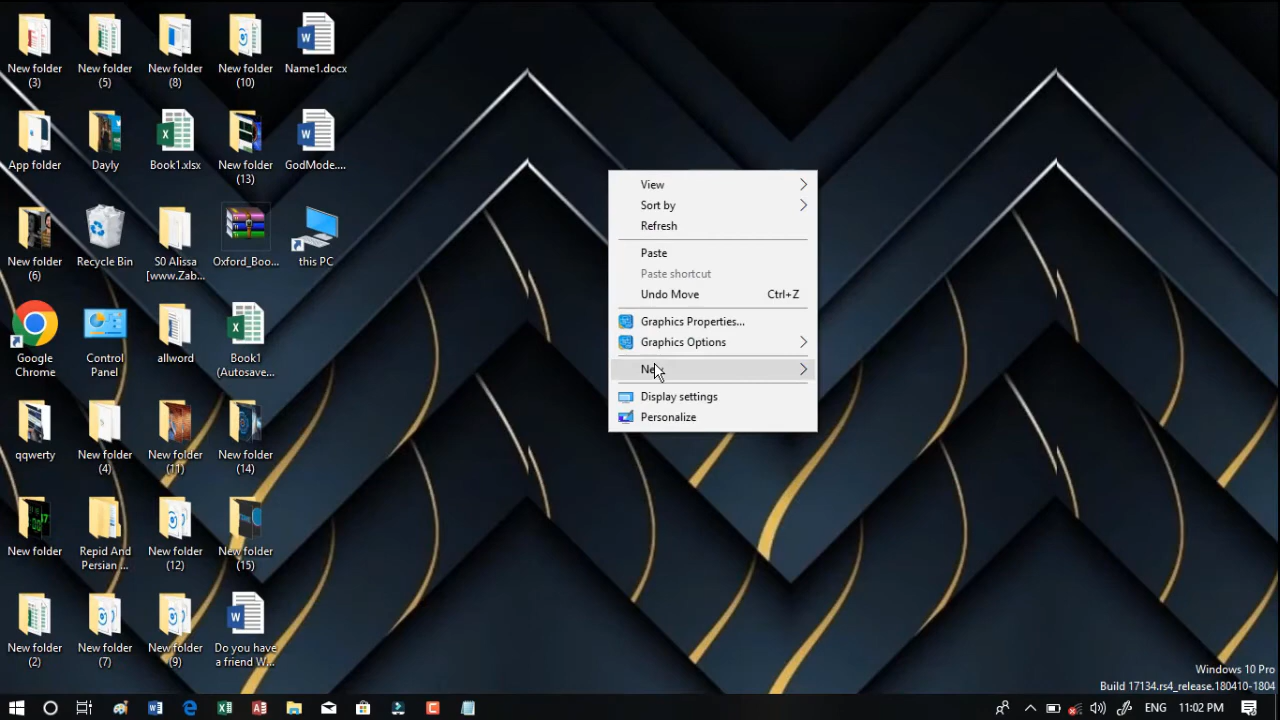 New folder
(3)
New folder
(5)
New folder
(8)
New folder
(10)
Name1.docx
App folder
Dayly
Book1.xlsx
New folder
(13)
GodMode....
New folder
(6)
Recycle Bin
S0 Alissa
[www.Zab...
Oxford_Boo...
this PC
Google
Chrome
Control
Panel
allword
Book1
(Autosave...
qqwerty
New folder
(4)
New folder
(11)
New folder
(14)
New folder
Repid And
Persian ...
New folder
(12)
New folder
(15)
New folder
(2)
New folder
(7)
New folder
(9)
Do you have
a friend W...
View
Sort by
Refresh
Paste
Paste shortcut
Undo Move Ctrl+Z
Graphics Properties...
Graphics Options
New
Display settings
Personalize
Windows 10 Pro
Build 17134.rs4_release.180410-1804
ENG 11:02 PM